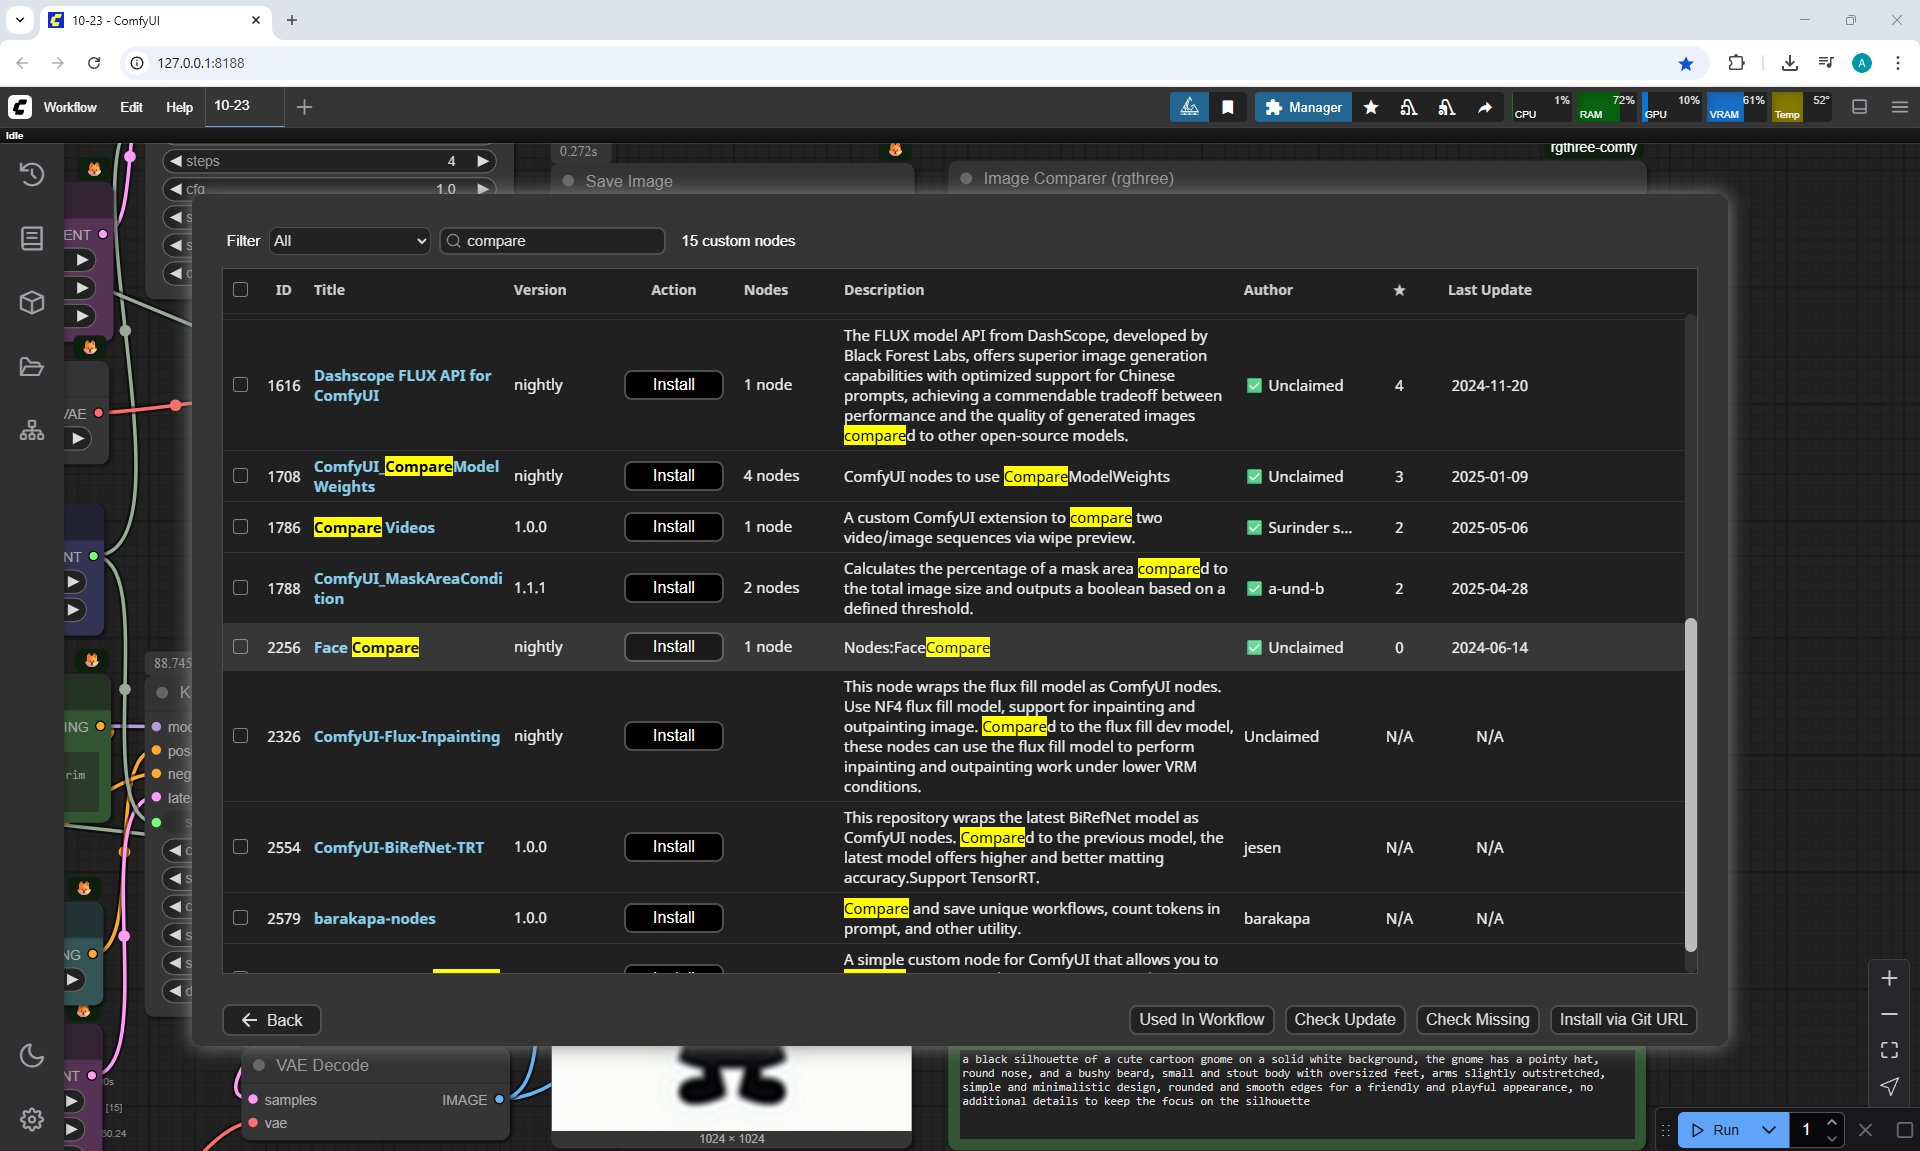 10-23 - ComfyUI
127.0.0.1:8188
A
Workflow Edit Help 10-23
Manager
CPU 1% RAM 72% GPU 10% VRAM 61% Temp 52°
Idle
steps 4
cfg 1.0
0.272s
Save Image
rgthree-comfy
Image Comparer (rgthree)
Filter All compare 15 custom nodes
ID Title Version Action Nodes Description Author ★ Last Update
The FLUX model API from DashScope, developed by
Black Forest Labs, offers superior image generation
capabilities with optimized support for Chinese
prompts, achieving a commendable tradeoff between
performance and the quality of generated images
compared to other open-source models.
1616 Dashscope FLUX API for
ComfyUI
nightly Install 1 node Unclaimed 4 2024-11-20
1708 ComfyUI_CompareModel
Weights
nightly Install 4 nodes ComfyUI nodes to use CompareModelWeights Unclaimed 3 2025-01-09
1786 Compare Videos 1.0.0 Install 1 node
A custom ComfyUI extension to compare two
video/image sequences via wipe preview.
Surinder s... 2 2025-05-06
1788 ComfyUI_MaskAreaCondi
tion
1.1.1 Install 2 nodes
Calculates the percentage of a mask area compared to
the total image size and outputs a boolean based on a
defined threshold.
a-und-b 2 2025-04-28
2256 Face Compare nightly Install 1 node Nodes:FaceCompare Unclaimed 0 2024-06-14
2326 ComfyUI-Flux-Inpainting nightly Install
This node wraps the flux fill model as ComfyUI nodes.
Use NF4 flux fill model, support for inpainting and
outpainting image. Compared to the flux fill dev model,
these nodes can use the flux fill model to perform
inpainting and outpainting work under lower VRM
conditions.
Unclaimed N/A N/A
2554 ComfyUI-BiRefNet-TRT 1.0.0 Install
This repository wraps the latest BiRefNet model as
ComfyUI nodes. Compared to the previous model, the
latest model offers higher and better matting
accuracy.Support TensorRT.
jesen N/A N/A
2579 barakapa-nodes 1.0.0 Install
Compare and save unique workflows, count tokens in
prompt, and other utility.
barakapa N/A N/A
A simple custom node for ComfyUI that allows you to
Back Used In Workflow Check Update Check Missing Install via Git URL
ENT
VAE
NT
88.745
K
ING
mod
pos
neg
late
rim
NG
NT
0s
[15]
30.24
VAE Decode
samples IMAGE
vae
1024 × 1024
a black silhouette of a cute cartoon gnome on a solid white background, the gnome has a pointy hat,
round nose, and a bushy beard, small and stout body with oversized feet, arms slightly outstretched,
simple and minimalistic design, rounded and smooth edges for a friendly and playful appearance, no
additional details to keep the focus on the silhouette
Run 1